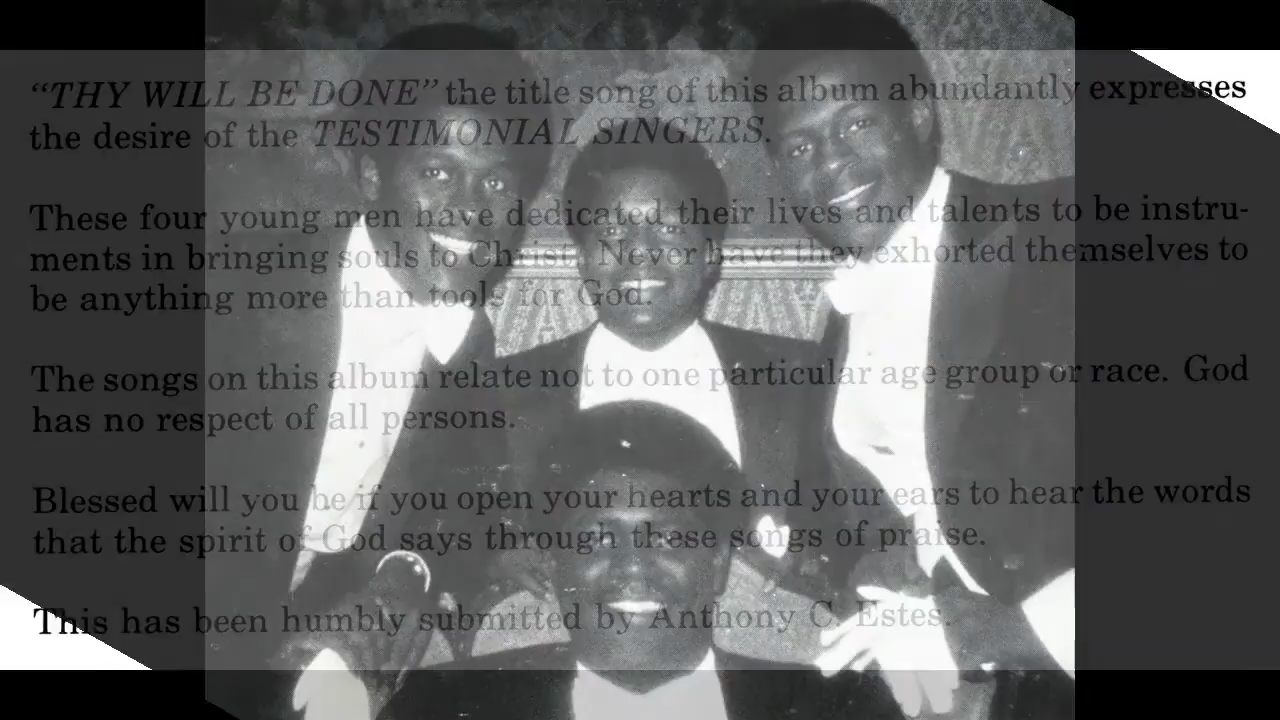 “THY WILL BE DONE” the title song of this album abundantly expresses
the desire of the TESTIMONIAL SINGERS.
These four young men have dedicated their lives and talents to be instru-
ments in bringing souls to Christ. Never have they exhorted themselves to
be anything more than tools for God.
The songs on this album relate not to one particular age group or race. God
has no respect of all persons.
Blessed will you be if you open your hearts and your ears to hear the words
that the spirit of God says through these songs of praise.
This has been humbly submitted by Anthony C. Estes.